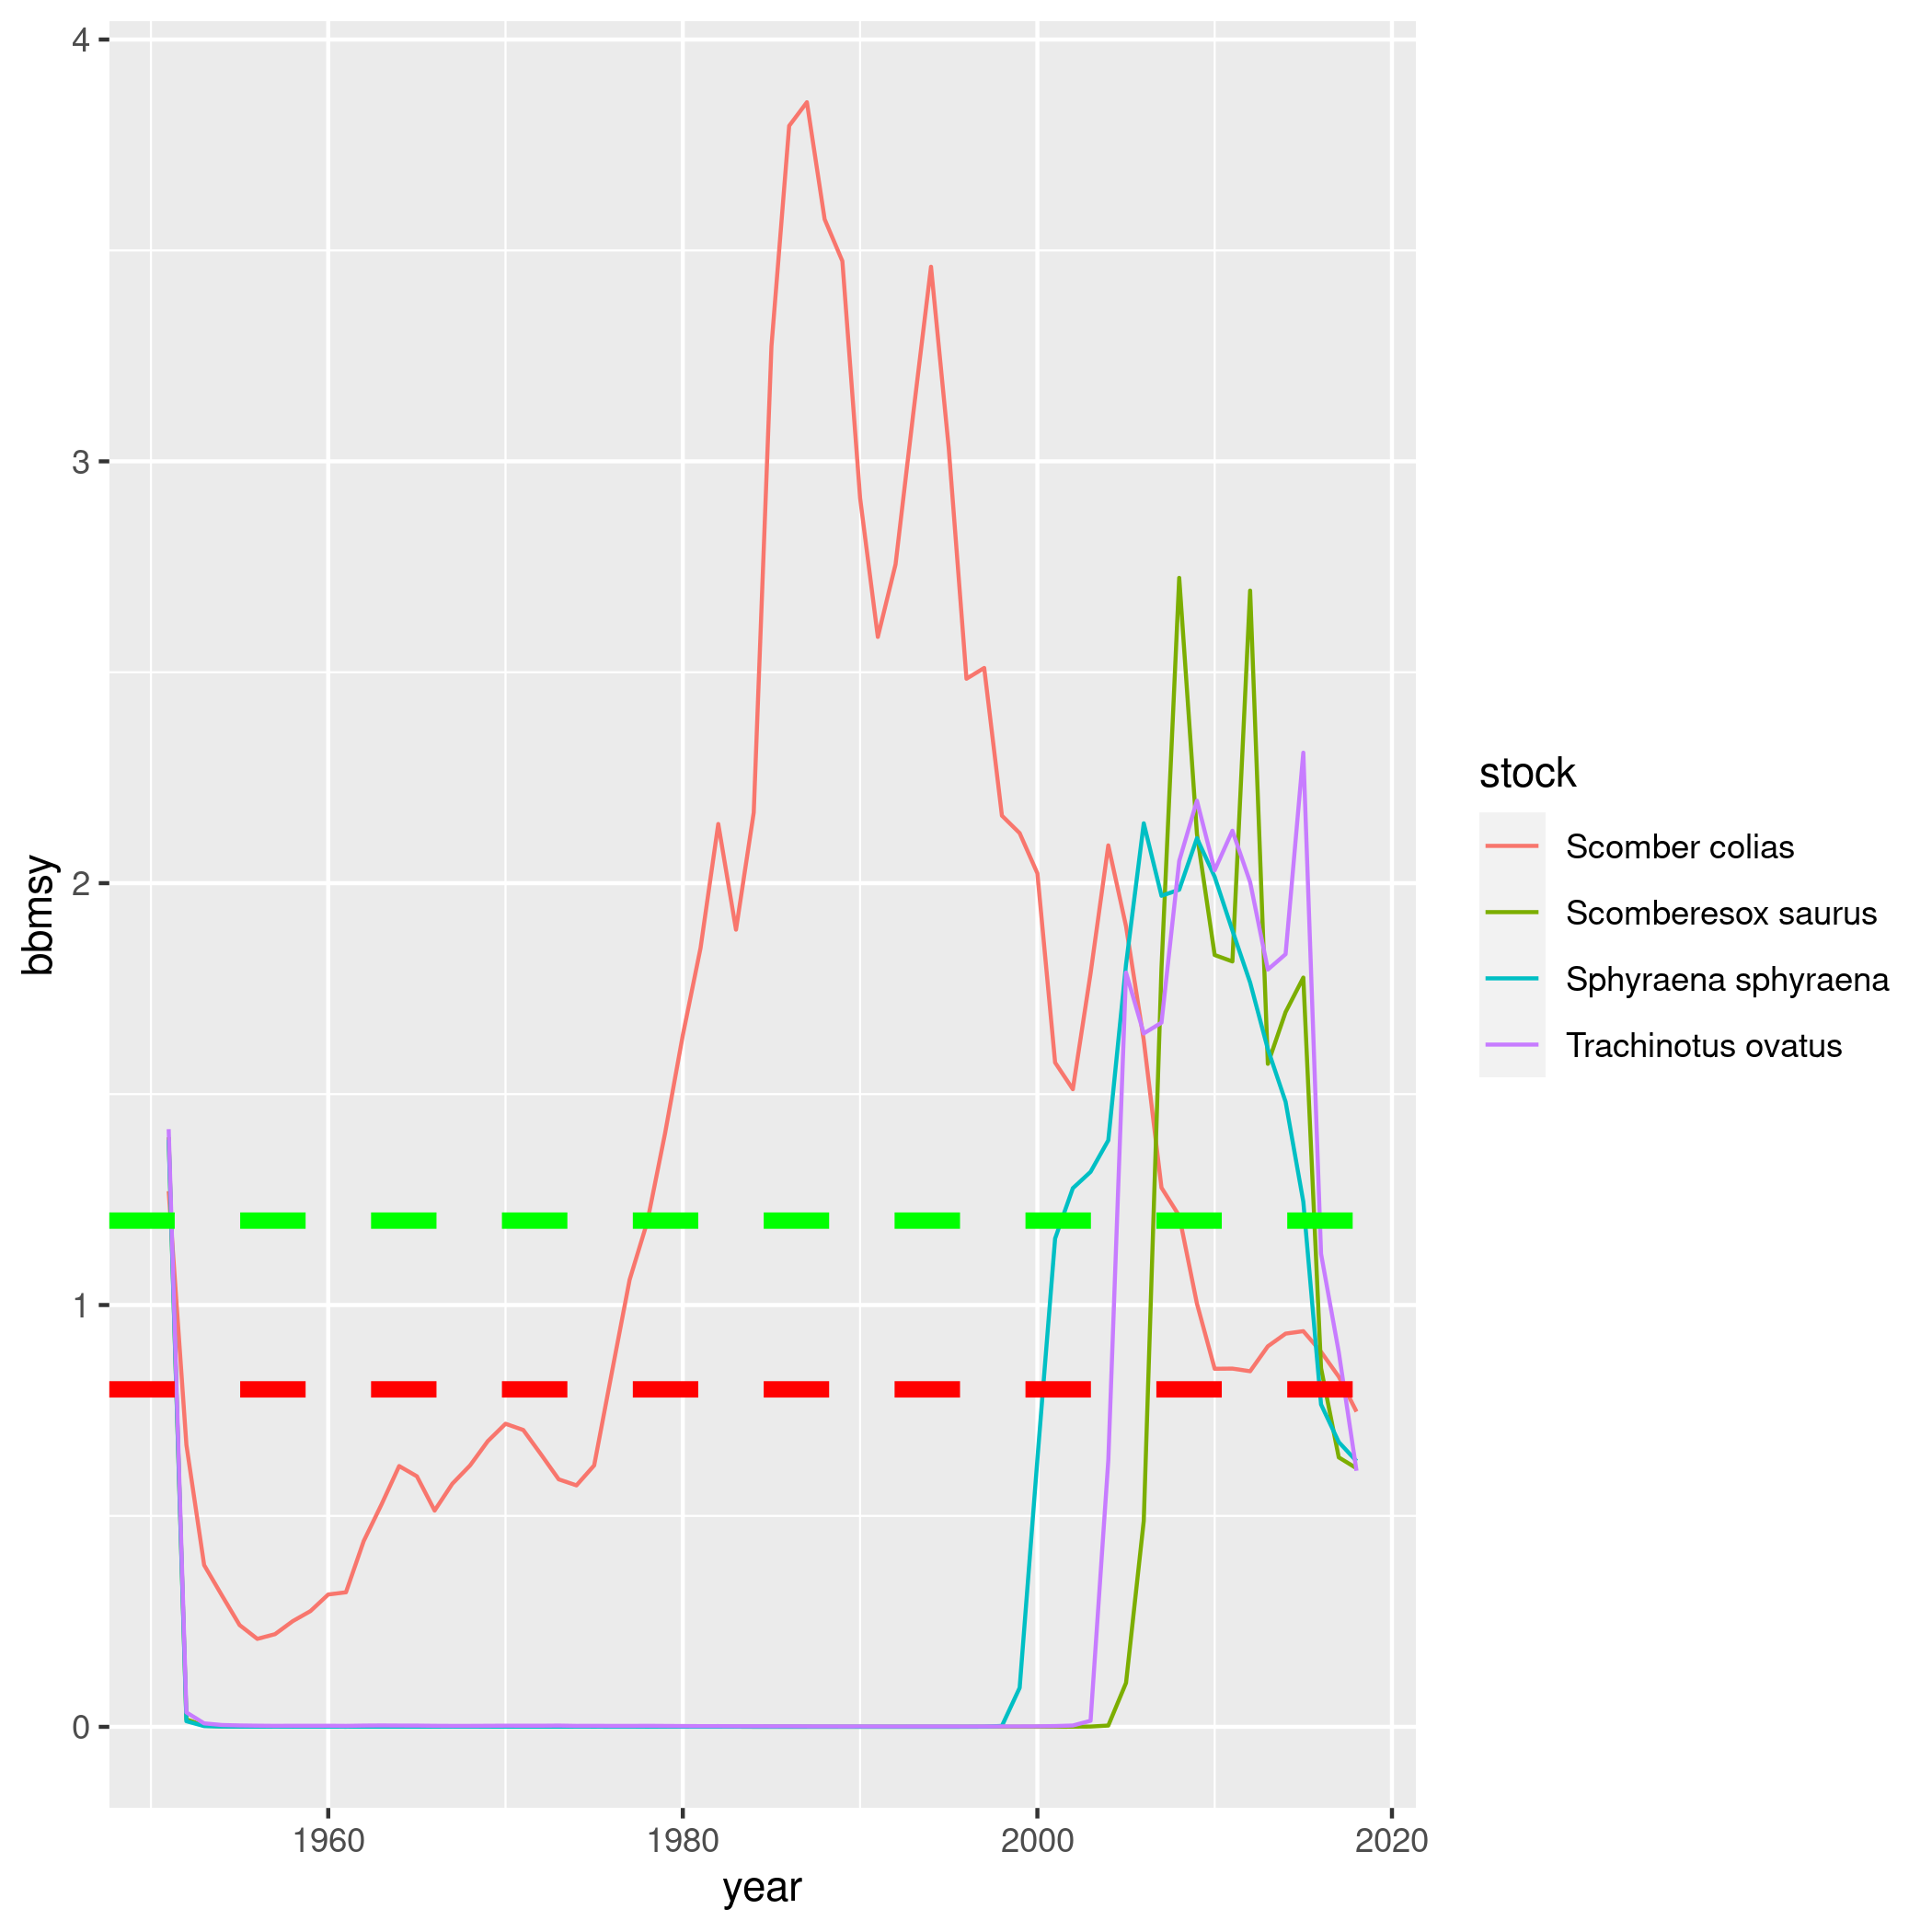 4
3
2
1
0
bbmsy
1960
1980
2000
2020
year
stock
Scomber colias
Scomberesox saurus
Sphyraena sphyraena
Trachinotus ovatus